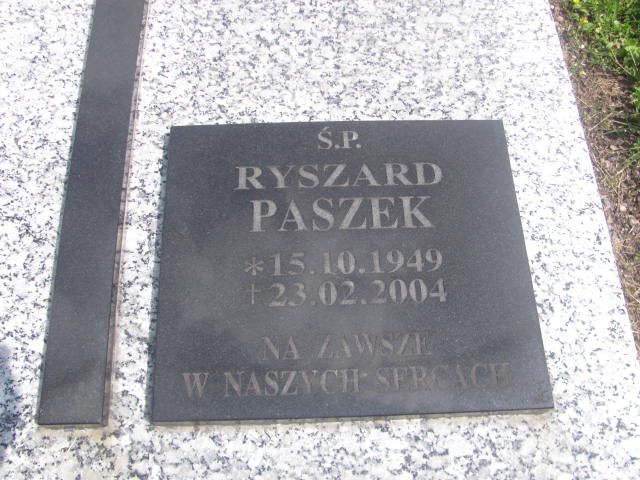 Ś.P.
RYSZARD
PASZEK
*15.10.1949
†23.02.2004
NA ZAWSZE
W NASZYCH SERCACH